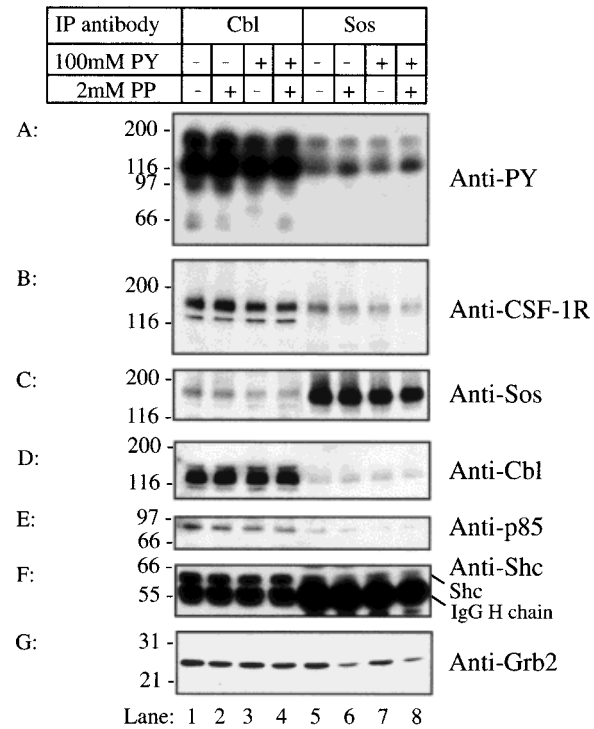 IP antibody Cbl Sos
100mM PY - - + + - - + +
2mM PP - + - + - + - +
A: 200 - 116 - 97 - 66 - Anti-PY
B: 200 - 116 - Anti-CSF-1R
C: 200 - 116 - Anti-Sos
D: 200 - 116 - Anti-Cbl
E: 97 - 66 - Anti-p85
F: 66 - 55 - Anti-Shc
Shc
IgG H chain
G: 31 - 21 - Anti-Grb2
Lane: 1 2 3 4 5 6 7 8